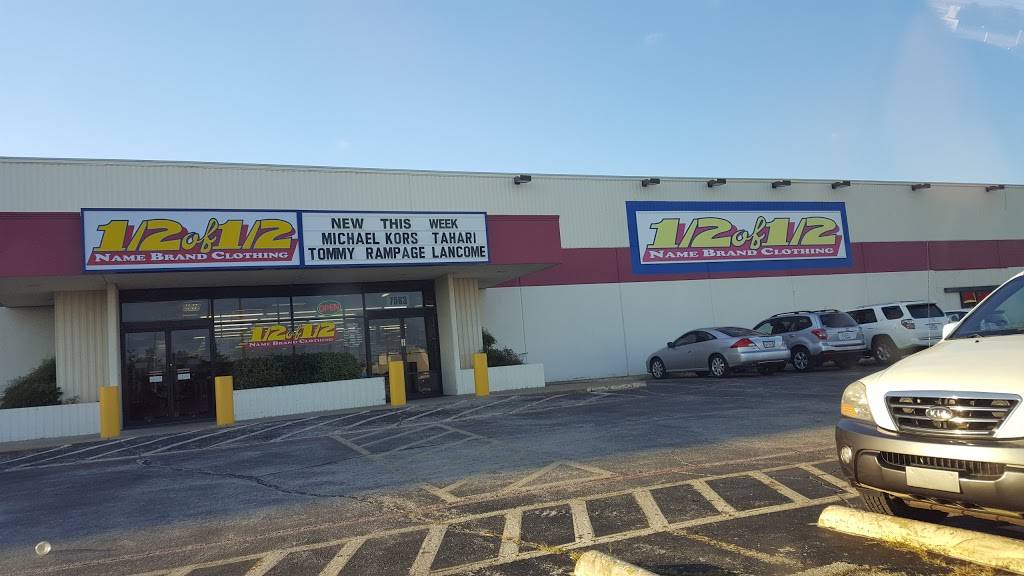 1/2 of 1/2
NAME BRAND CLOTHING
NEW THIS WEEK
MICHAEL KORS TAHARI
TOMMY RAMPAGE LANCOME
1/2 of 1/2
NAME BRAND CLOTHING
OPEN
1/2 of 1/2
NAME BRAND CLOTHING
KIA